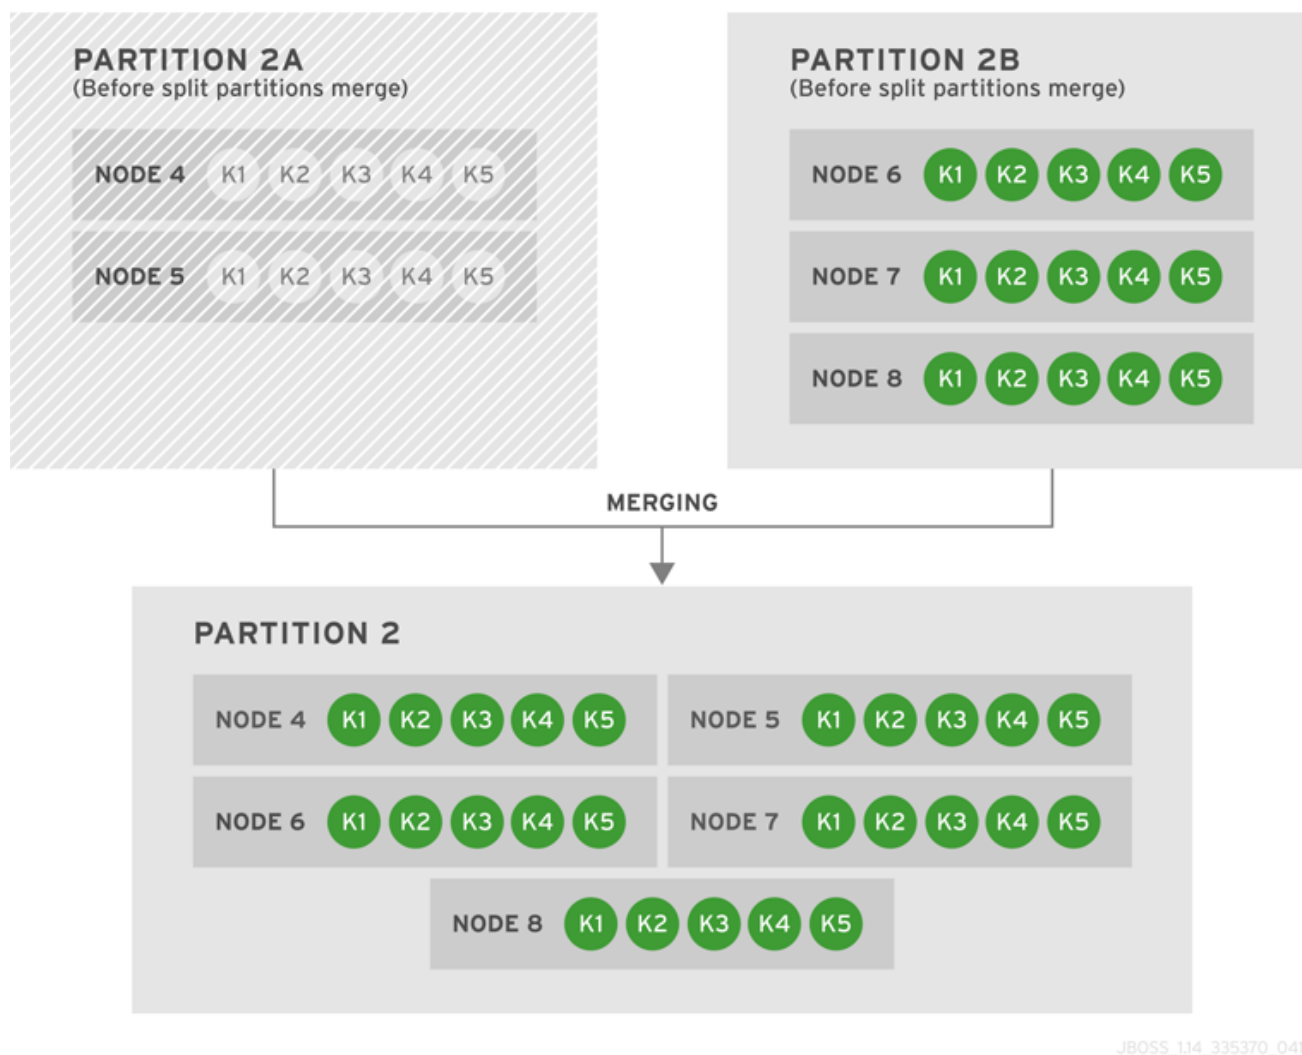 PARTITION 2A
(Before split partitions merge)
NODE 4 K1 K2 K3 K4 K5
NODE 5 K1 K2 K3 K4 K5
PARTITION 2B
(Before split partitions merge)
NODE 6 K1 K2 K3 K4 K5
NODE 7 K1 K2 K3 K4 K5
NODE 8 K1 K2 K3 K4 K5
MERGING
PARTITION 2
NODE 4 K1 K2 K3 K4 K5
NODE 5 K1 K2 K3 K4 K5
NODE 6 K1 K2 K3 K4 K5
NODE 7 K1 K2 K3 K4 K5
NODE 8 K1 K2 K3 K4 K5
JBOSS_1.14_335370_041